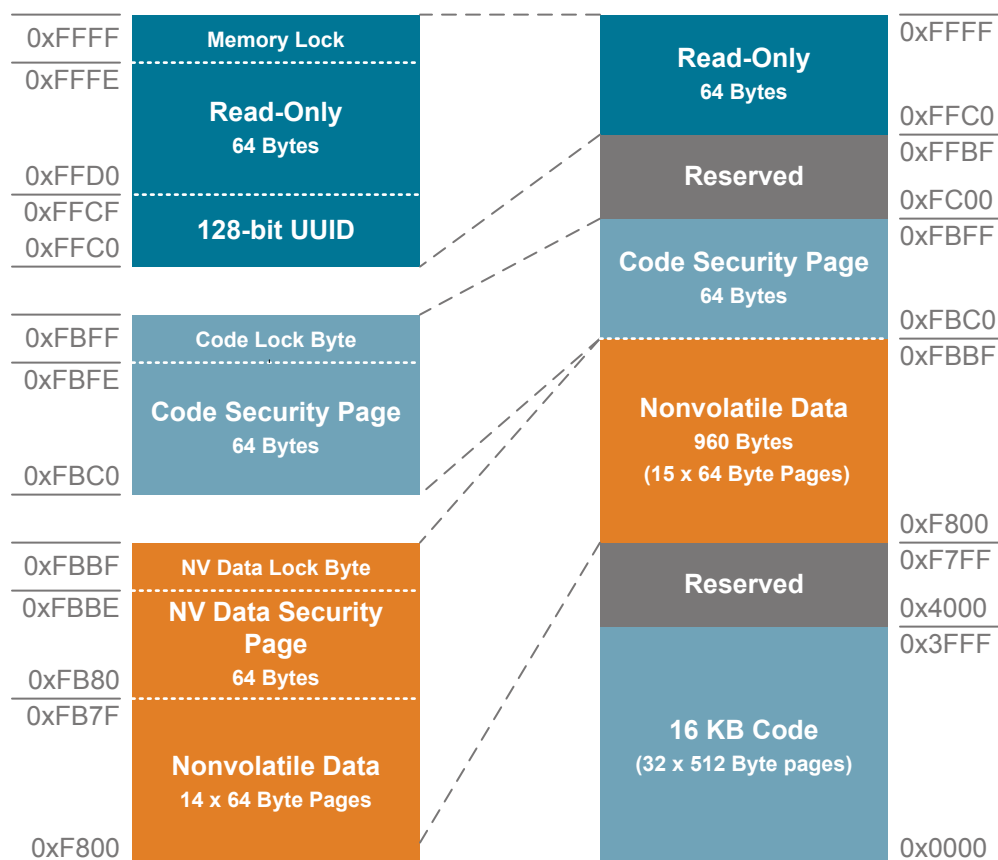 0xFFFF
Memory Lock
0xFFFE
Read-Only
64 Bytes
0xFFD0
0xFFCF
128-bit UUID
0xFFC0
0xFBFF
Code Lock Byte
0xFBFE
Code Security Page
64 Bytes
0xFBC0
0xFBBF
NV Data Lock Byte
0xFBBE
NV Data Security
Page
64 Bytes
0xFB80
0xFB7F
Nonvolatile Data
14 x 64 Byte Pages
0xF800
0xFFFF
Read-Only
64 Bytes
0xFFC0
0xFFBF
Reserved
0xFC00
0xFBFF
Code Security Page
64 Bytes
0xFBC0
0xFBBF
Nonvolatile Data
960 Bytes
(15 x 64 Byte Pages)
0xF800
0xF7FF
Reserved
0x4000
0x3FFF
16 KB Code
(32 x 512 Byte pages)
0x0000